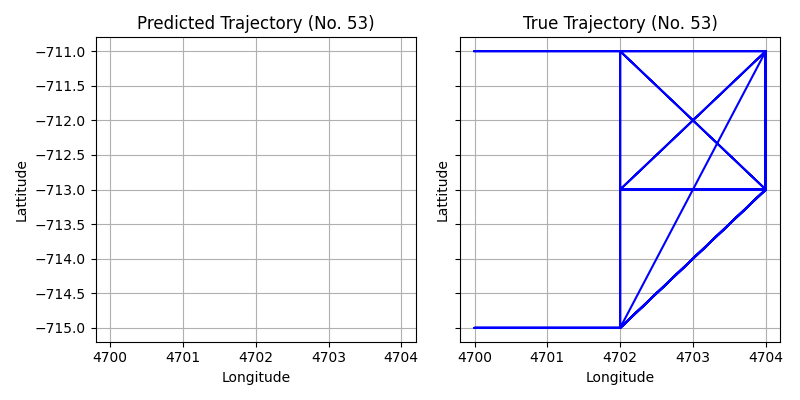 Predicted Trajectory (No. 53)
True Trajectory (No. 53)
−711.0
−711.5
−712.0
−712.5
−713.0
−713.5
−714.0
−714.5
−715.0
Lattitude
Lattitude
4700 4701 4702 4703 4704
4700 4701 4702 4703 4704
Longitude
Longitude